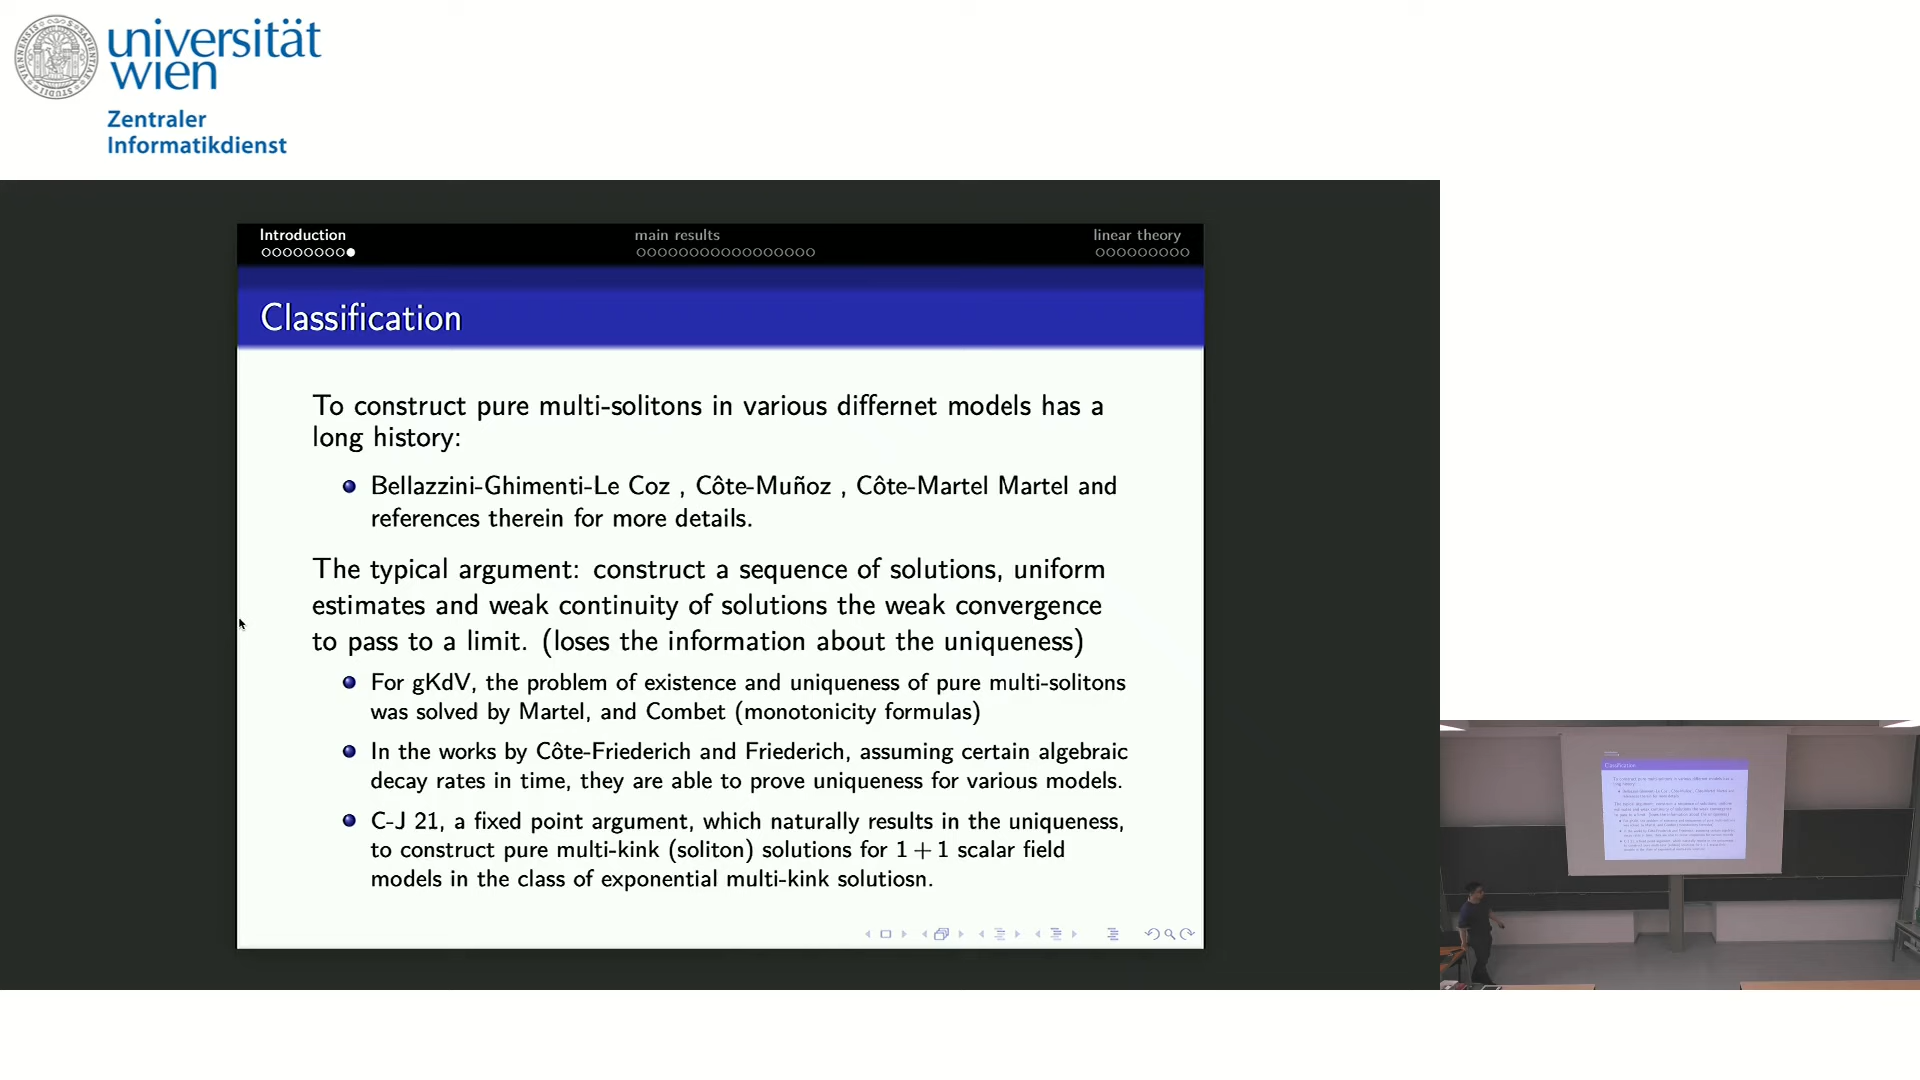 universität
wien
Zentraler
Informatikdienst
Introduction
main results
linear theory
Classification
To construct pure multi-solitons in various differnet models has a
long history:
Bellazzini-Ghimenti-Le Coz , Côte-Muñoz , Côte-Martel Martel and
references therein for more details.
The typical argument: construct a sequence of solutions, uniform
estimates and weak continuity of solutions the weak convergence
to pass to a limit. (loses the information about the uniqueness)
For gKdV, the problem of existence and uniqueness of pure multi-solitons
was solved by Martel, and Combet (monotonicity formulas)
In the works by Côte-Friederich and Friederich, assuming certain algebraic
decay rates in time, they are able to prove uniqueness for various models.
C-J 21, a fixed point argument, which naturally results in the uniqueness,
to construct pure multi-kink (soliton) solutions for 1 + 1 scalar field
models in the class of exponential multi-kink solutiosn.
Classification